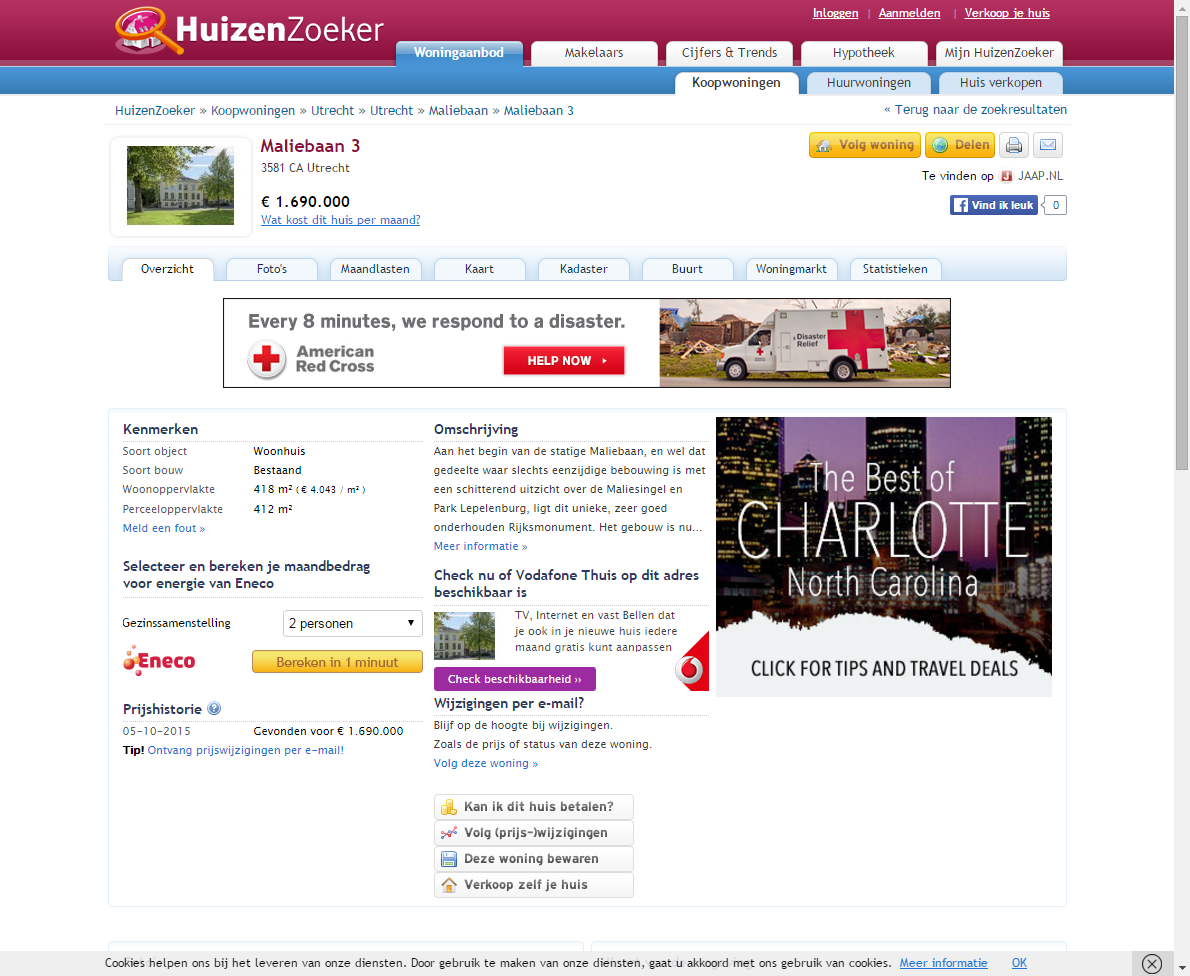 Inloggen | Aanmelden | Verkoop je huis
HuizenZoeker
Woningaanbod Makelaars Cijfers & Trends Hypotheek Mijn HuizenZoeker
Koopwoningen Huurwoningen Huis verkopen
HuizenZoeker » Koopwoningen » Utrecht » Utrecht » Maliebaan » Maliebaan 3
« Terug naar de zoekresultaten
Maliebaan 3
3581 CA Utrecht
€ 1.690.000
Wat kost dit huis per maand?
Volg woning Delen
Te vinden op JAAP.NL
Vind ik leuk 0
Overzicht Foto's Maandlasten Kaart Kadaster Buurt Woningmarkt Statistieken
Every 8 minutes, we respond to a disaster.
American
Red Cross
HELP NOW
Disaster
Relief
Kenmerken
Soort object Woonhuis
Soort bouw Bestaand
Woonoppervlakte 418 m² ( € 4.043 / m² )
Perceeloppervlakte 412 m²
Meld een fout »
Selecteer en bereken je maandbedrag
voor energie van Eneco
Gezinssamenstelling 2 personen
Eneco Bereken in 1 minuut
Prijshistorie ?
05-10-2015 Gevonden voor € 1.690.000
Tip! Ontvang prijswijzigingen per e-mail!
Omschrijving
Aan het begin van de statige Maliebaan, en wel dat
gedeelte waar slechts eenzijdige bebouwing is met
een schitterend uitzicht over de Maliesingel en
Park Lepelenburg, ligt dit unieke, zeer goed
onderhouden Rijksmonument. Het gebouw is nu...
Meer informatie »
Check nu of Vodafone Thuis op dit adres
beschikbaar is
TV, Internet en vast Bellen dat
je ook in je nieuwe huis iedere
maand gratis kunt aanpassen
Check beschikbaarheid ››
Wijzigingen per e-mail?
Blijf op de hoogte bij wijzigingen.
Zoals de prijs of status van deze woning.
Volg deze woning »
Kan ik dit huis betalen?
Volg (prijs-)wijzigingen
Deze woning bewaren
Verkoop zelf je huis
The Best of
CHARLOTTE
North Carolina
CLICK FOR TIPS AND TRAVEL DEALS
Cookies helpen ons bij het leveren van onze diensten. Door gebruik te maken van onze diensten, gaat u akkoord met ons gebruik van cookies. Meer informatie OK